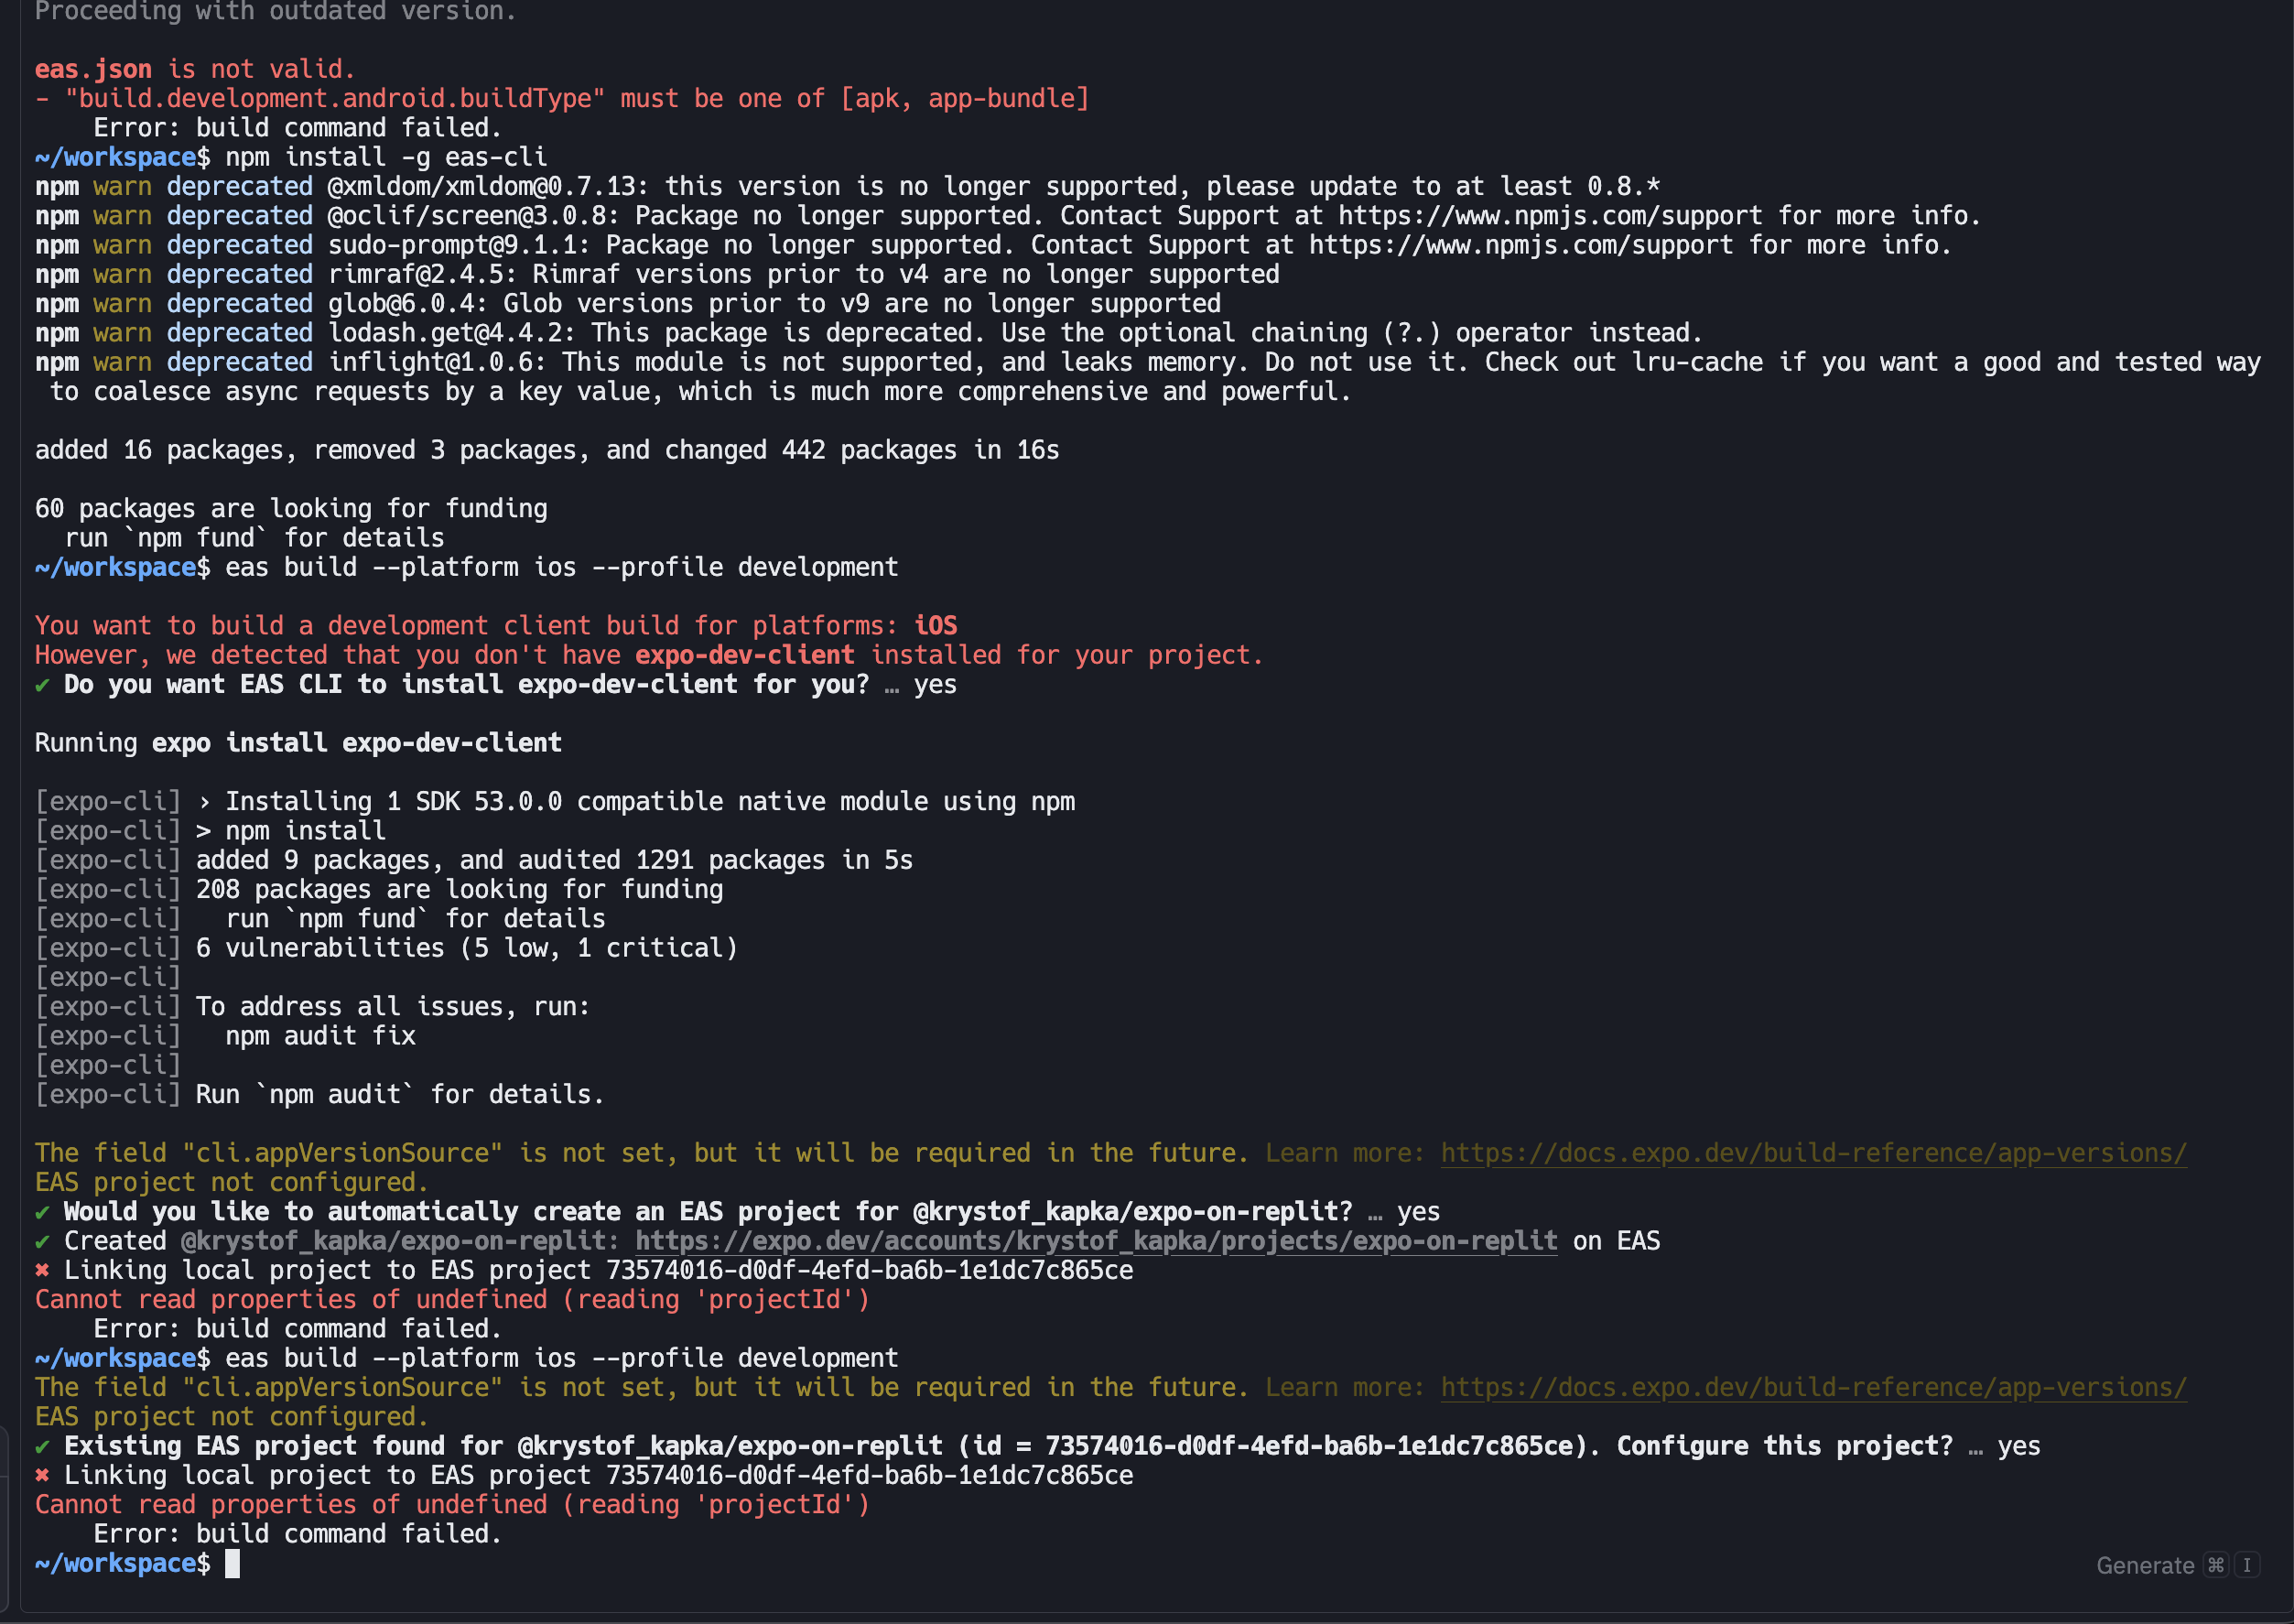 Proceeding with outdated version.
eas.json is not valid.
- "build.development.android.buildType" must be one of [apk, app-bundle]
    Error: build command failed.
~/workspace$ npm install -g eas-cli
npm warn deprecated @xmldom/xmldom@0.7.13: this version is no longer supported, please update to at least 0.8.*
npm warn deprecated @oclif/screen@3.0.8: Package no longer supported. Contact Support at https://www.npmjs.com/support for more info.
npm warn deprecated sudo-prompt@9.1.1: Package no longer supported. Contact Support at https://www.npmjs.com/support for more info.
npm warn deprecated rimraf@2.4.5: Rimraf versions prior to v4 are no longer supported
npm warn deprecated glob@6.0.4: Glob versions prior to v9 are no longer supported
npm warn deprecated lodash.get@4.4.2: This package is deprecated. Use the optional chaining (?.) operator instead.
npm warn deprecated inflight@1.0.6: This module is not supported, and leaks memory. Do not use it. Check out lru-cache if you want a good and tested way
 to coalesce async requests by a key value, which is much more comprehensive and powerful.
added 16 packages, removed 3 packages, and changed 442 packages in 16s
60 packages are looking for funding
  run `npm fund` for details
~/workspace$ eas build --platform ios --profile development
You want to build a development client build for platforms: iOS
However, we detected that you don't have expo-dev-client installed for your project.
✔ Do you want EAS CLI to install expo-dev-client for you? … yes
Running expo install expo-dev-client
[expo-cli] › Installing 1 SDK 53.0.0 compatible native module using npm
[expo-cli] > npm install
[expo-cli] added 9 packages, and audited 1291 packages in 5s
[expo-cli] 208 packages are looking for funding
[expo-cli]   run `npm fund` for details
[expo-cli] 6 vulnerabilities (5 low, 1 critical)
[expo-cli]
[expo-cli] To address all issues, run:
[expo-cli]   npm audit fix
[expo-cli]
[expo-cli] Run `npm audit` for details.
The field "cli.appVersionSource" is not set, but it will be required in the future. Learn more: https://docs.expo.dev/build-reference/app-versions/
EAS project not configured.
✔ Would you like to automatically create an EAS project for @krystof_kapka/expo-on-replit? … yes
✔ Created @krystof_kapka/expo-on-replit: https://expo.dev/accounts/krystof_kapka/projects/expo-on-replit on EAS
✖ Linking local project to EAS project 73574016-d0df-4efd-ba6b-1e1dc7c865ce
Cannot read properties of undefined (reading 'projectId')
    Error: build command failed.
~/workspace$ eas build --platform ios --profile development
The field "cli.appVersionSource" is not set, but it will be required in the future. Learn more: https://docs.expo.dev/build-reference/app-versions/
EAS project not configured.
✔ Existing EAS project found for @krystof_kapka/expo-on-replit (id = 73574016-d0df-4efd-ba6b-1e1dc7c865ce). Configure this project? … yes
✖ Linking local project to EAS project 73574016-d0df-4efd-ba6b-1e1dc7c865ce
Cannot read properties of undefined (reading 'projectId')
    Error: build command failed.
~/workspace$
Generate ⌘ I